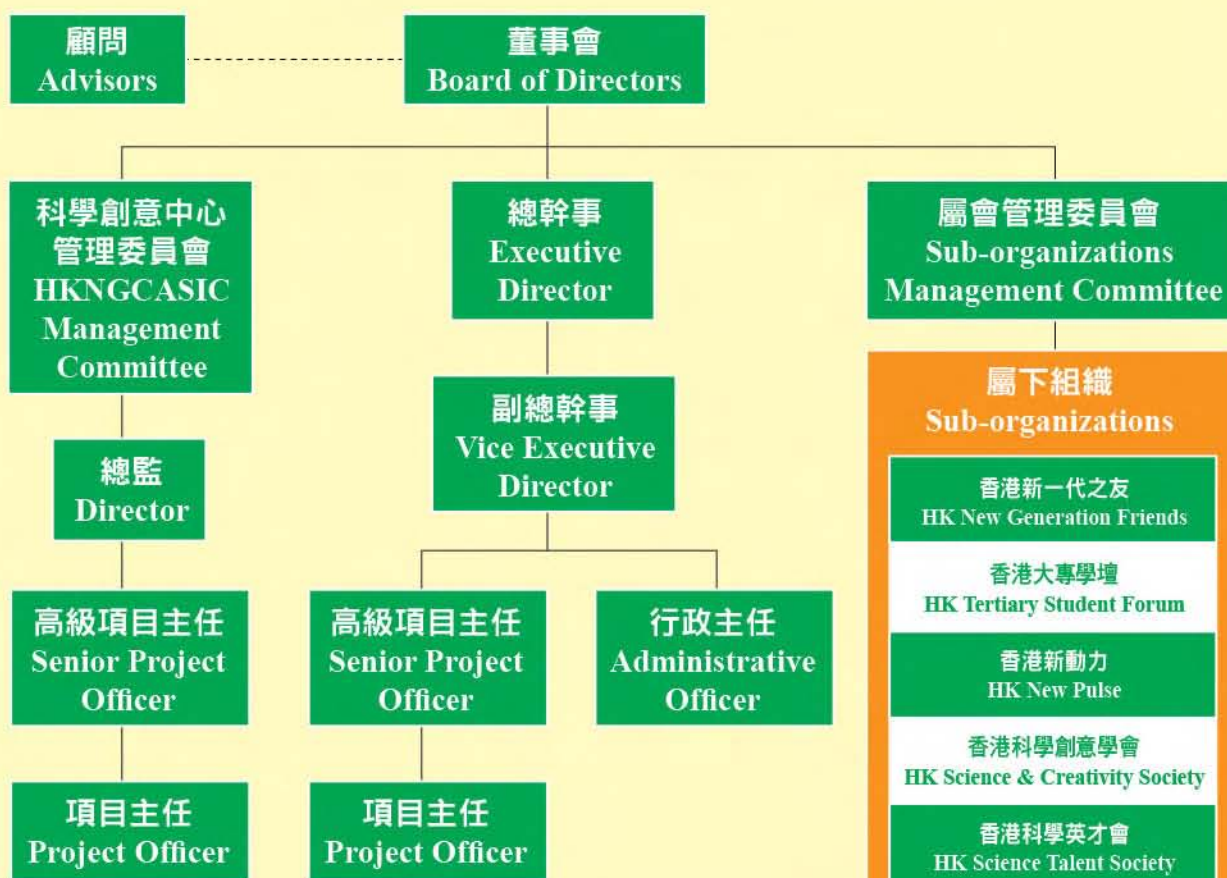 顧問
Advisors
董事會
Board of Directors
科學創意中心
管理委員會
HKNGCASIC
Management
Committee
總幹事
Executive
Director
屬會管理委員會
Sub-organizations
Management Committee
總監
Director
副總幹事
Vice Executive
Director
屬下組織
Sub-organizations
香港新一代之友
HK New Generation Friends
香港大專學壇
HK Tertiary Student Forum
香港新動力
HK New Pulse
香港科學創意學會
HK Science & Creativity Society
香港科學英才會
HK Science Talent Society
高級項目主任
Senior Project
Officer
高級項目主任
Senior Project
Officer
行政主任
Administrative
Officer
項目主任
Project Officer
項目主任
Project Officer